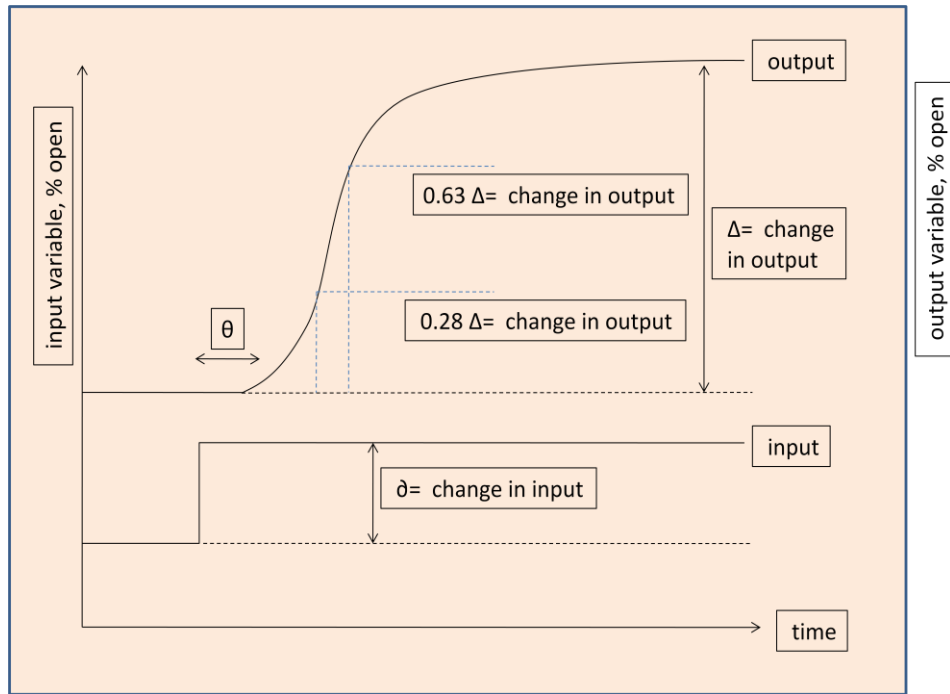 output
input variable, % open
output variable, % open
0.63 Δ= change in output
Δ= change
in output
θ
0.28 Δ= change in output
input
∂= change in input
time